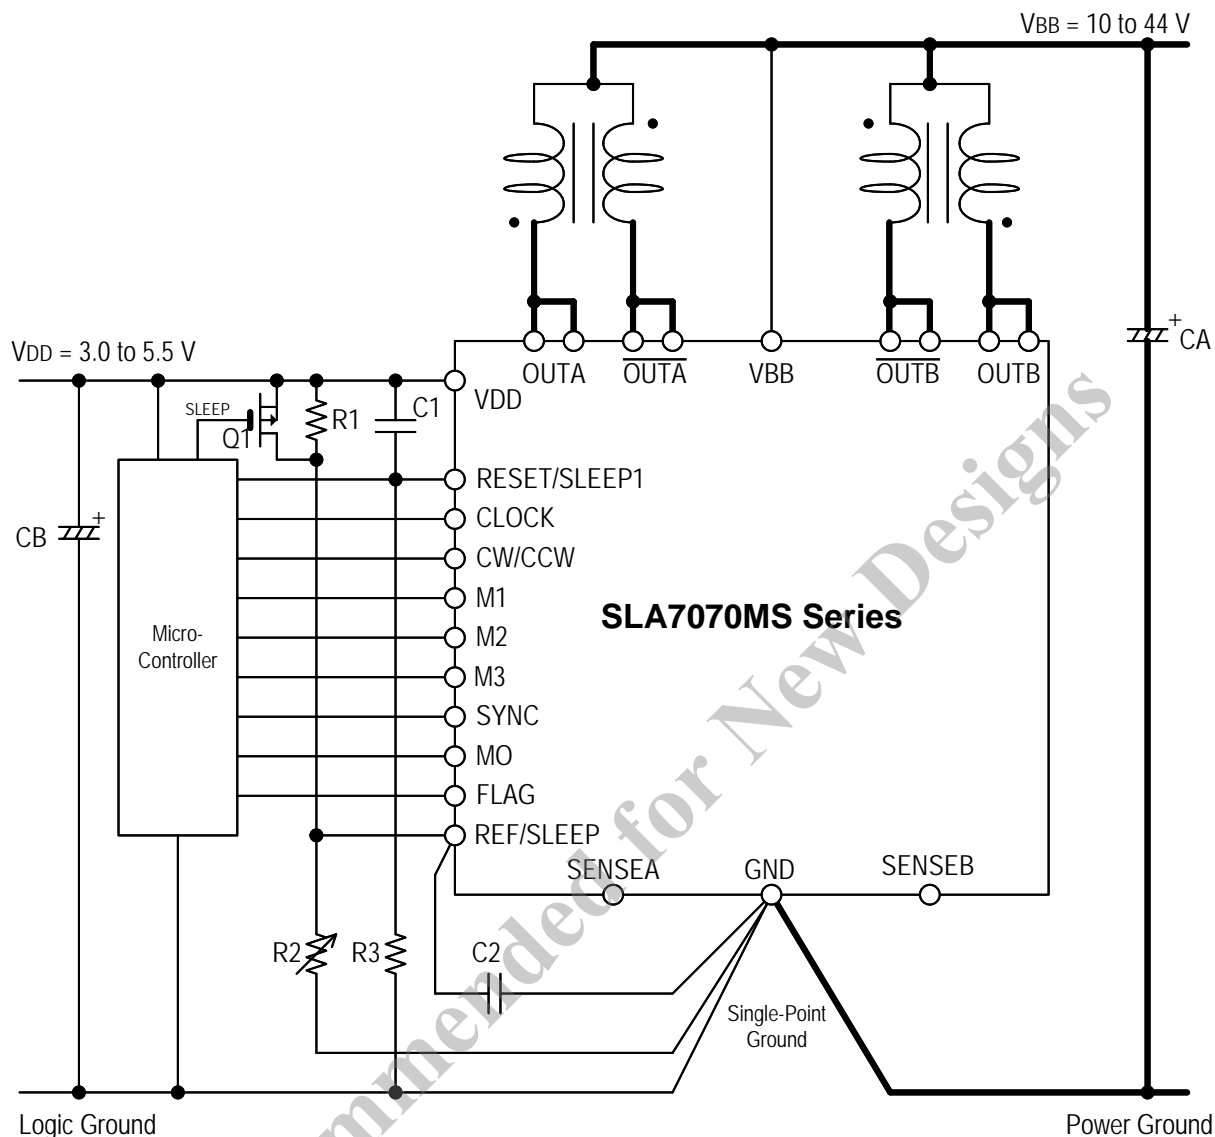 VBB = 10 to 44 V
VDD = 3.0 to 5.5 V
OUTA
OUTA
VBB
OUTB
OUTB
CA
+
SLEEP
Q1
R1
C1
VDD
RESET/SLEEP1
CLOCK
CW/CCW
M1
M2
M3
SYNC
MO
FLAG
REF/SLEEP
CB
+
Micro-
Controller
SLA7070MS Series
SENSEA
GND
SENSEB
R2
R3
C2
Single-Point
Ground
Logic Ground
Power Ground
mmended for New Designs